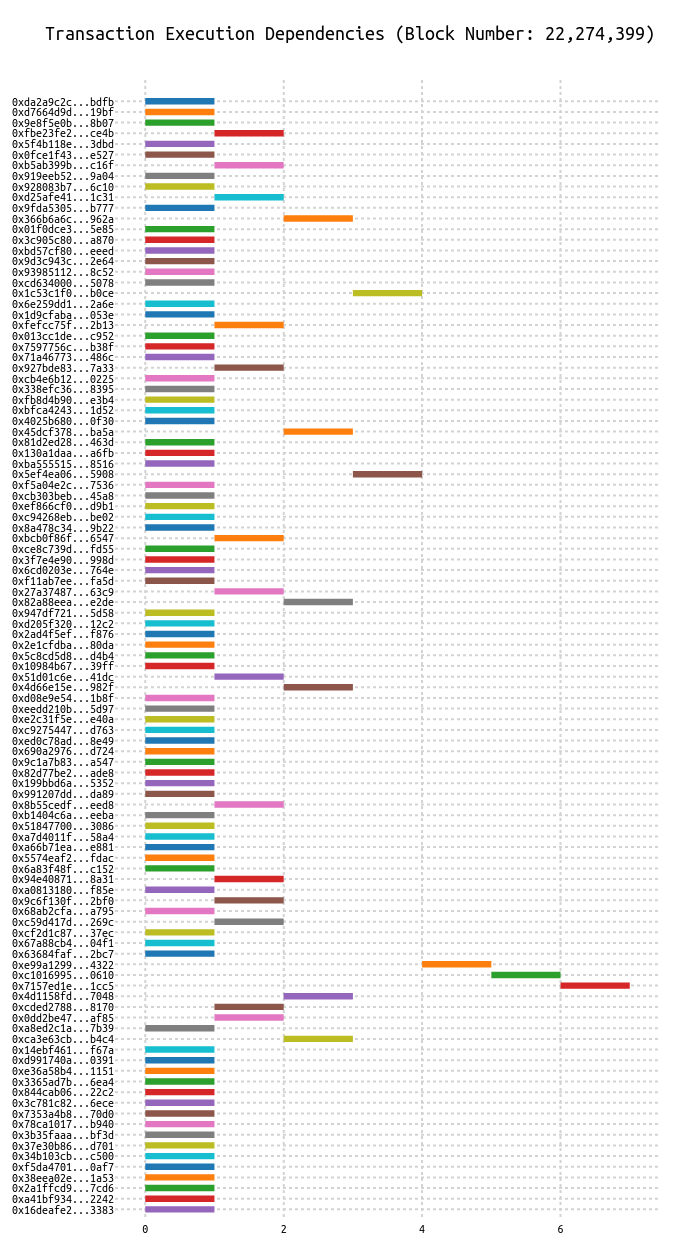 Transaction Execution Dependencies (Block Number: 22,274,399)
0xda2a9c2c...bdfb
0xd7664d9d...19bf
0x9e8f5e0b...8b07
0xfbe23fe2...ce4b
0x5f4b118e...3dbd
0x0fce1f43...e527
0xb5ab399b...c16f
0x919eeb52...9a04
0x928083b7...6c10
0xd25afe41...1c31
0x9fda5305...b777
0x366b6a6c...962a
0x01f0dce3...5e85
0x3c905c80...a870
0xbd57cf80...eeed
0x9d3c943c...2e64
0x93985112...8c52
0xcd634000...5078
0x1c53c1f0...b0ce
0x6e259dd1...2a6e
0x1d9cfaba...053e
0xfefcc75f...2b13
0x013cc1de...c952
0x7597756c...b38f
0x71a46773...486c
0x927bde83...7a33
0xcb4e6b12...0225
0x338efc36...8395
0xfb8d4b90...e3b4
0xbfca4243...1d52
0x4025b680...0f30
0x45dcf378...ba5a
0x81d2ed28...463d
0x130a1daa...a6fb
0xba555515...8516
0x5ef4ea06...5908
0xf5a04e2c...7536
0xcb303beb...45a8
0xef866cf0...d9b1
0xc94268eb...be02
0x8a478c34...9b22
0xbcb0f86f...6547
0xce8c739d...fd55
0x3f7e4e90...998d
0x6cd0203e...764e
0xf11ab7ee...fa5d
0x27a37487...63c9
0x82a88eea...e2de
0x947df721...5d58
0xd205f320...12c2
0x2ad4f5ef...f876
0x2e1cfdba...80da
0x5c8cd5d8...d4b4
0x10984b67...39ff
0x51d01c6e...41dc
0x4d66e15e...982f
0xd08e9e54...1b8f
0xeedd210b...5d97
0xe2c31f5e...e40a
0xc9275447...d763
0xed0c78ad...8e49
0x690a2976...d724
0x9c1a7b83...a547
0x82d77be2...ade8
0x199bbd6a...5352
0x991207dd...da89
0x8b55cedf...eed8
0xb1404c6a...eeba
0x51847700...3086
0xa7d4011f...58a4
0xa66b71ea...e881
0x5574eaf2...fdac
0x6a83f48f...c152
0x94e40871...8a31
0xa0813180...f85e
0x9c6f130f...2bf0
0x68ab2cfa...a795
0xc59d417d...269c
0xcf2d1c87...37ec
0x67a88cb4...04f1
0x63684faf...2bc7
0xe99a1299...4322
0xc1016995...0610
0x7157ed1e...1cc5
0x4d1158fd...7048
0xcded2788...8170
0x0dd2be47...af85
0xa8ed2c1a...7b39
0xca3e63cb...b4c4
0x14ebf461...f67a
0xd991740a...0391
0xe36a58b4...1151
0x3365ad7b...6ea4
0x844cab06...22c2
0x3c781c82...6ece
0x7353a4b8...70d0
0x78ca1017...b940
0x3b35faaa...bf3d
0x37e30b86...d701
0x34b103cb...c500
0xf5da4701...0af7
0x38eea02e...1a53
0x2a1ffcd9...7cd6
0xa41bf934...2242
0x16deafe2...3383
0 2 4 6